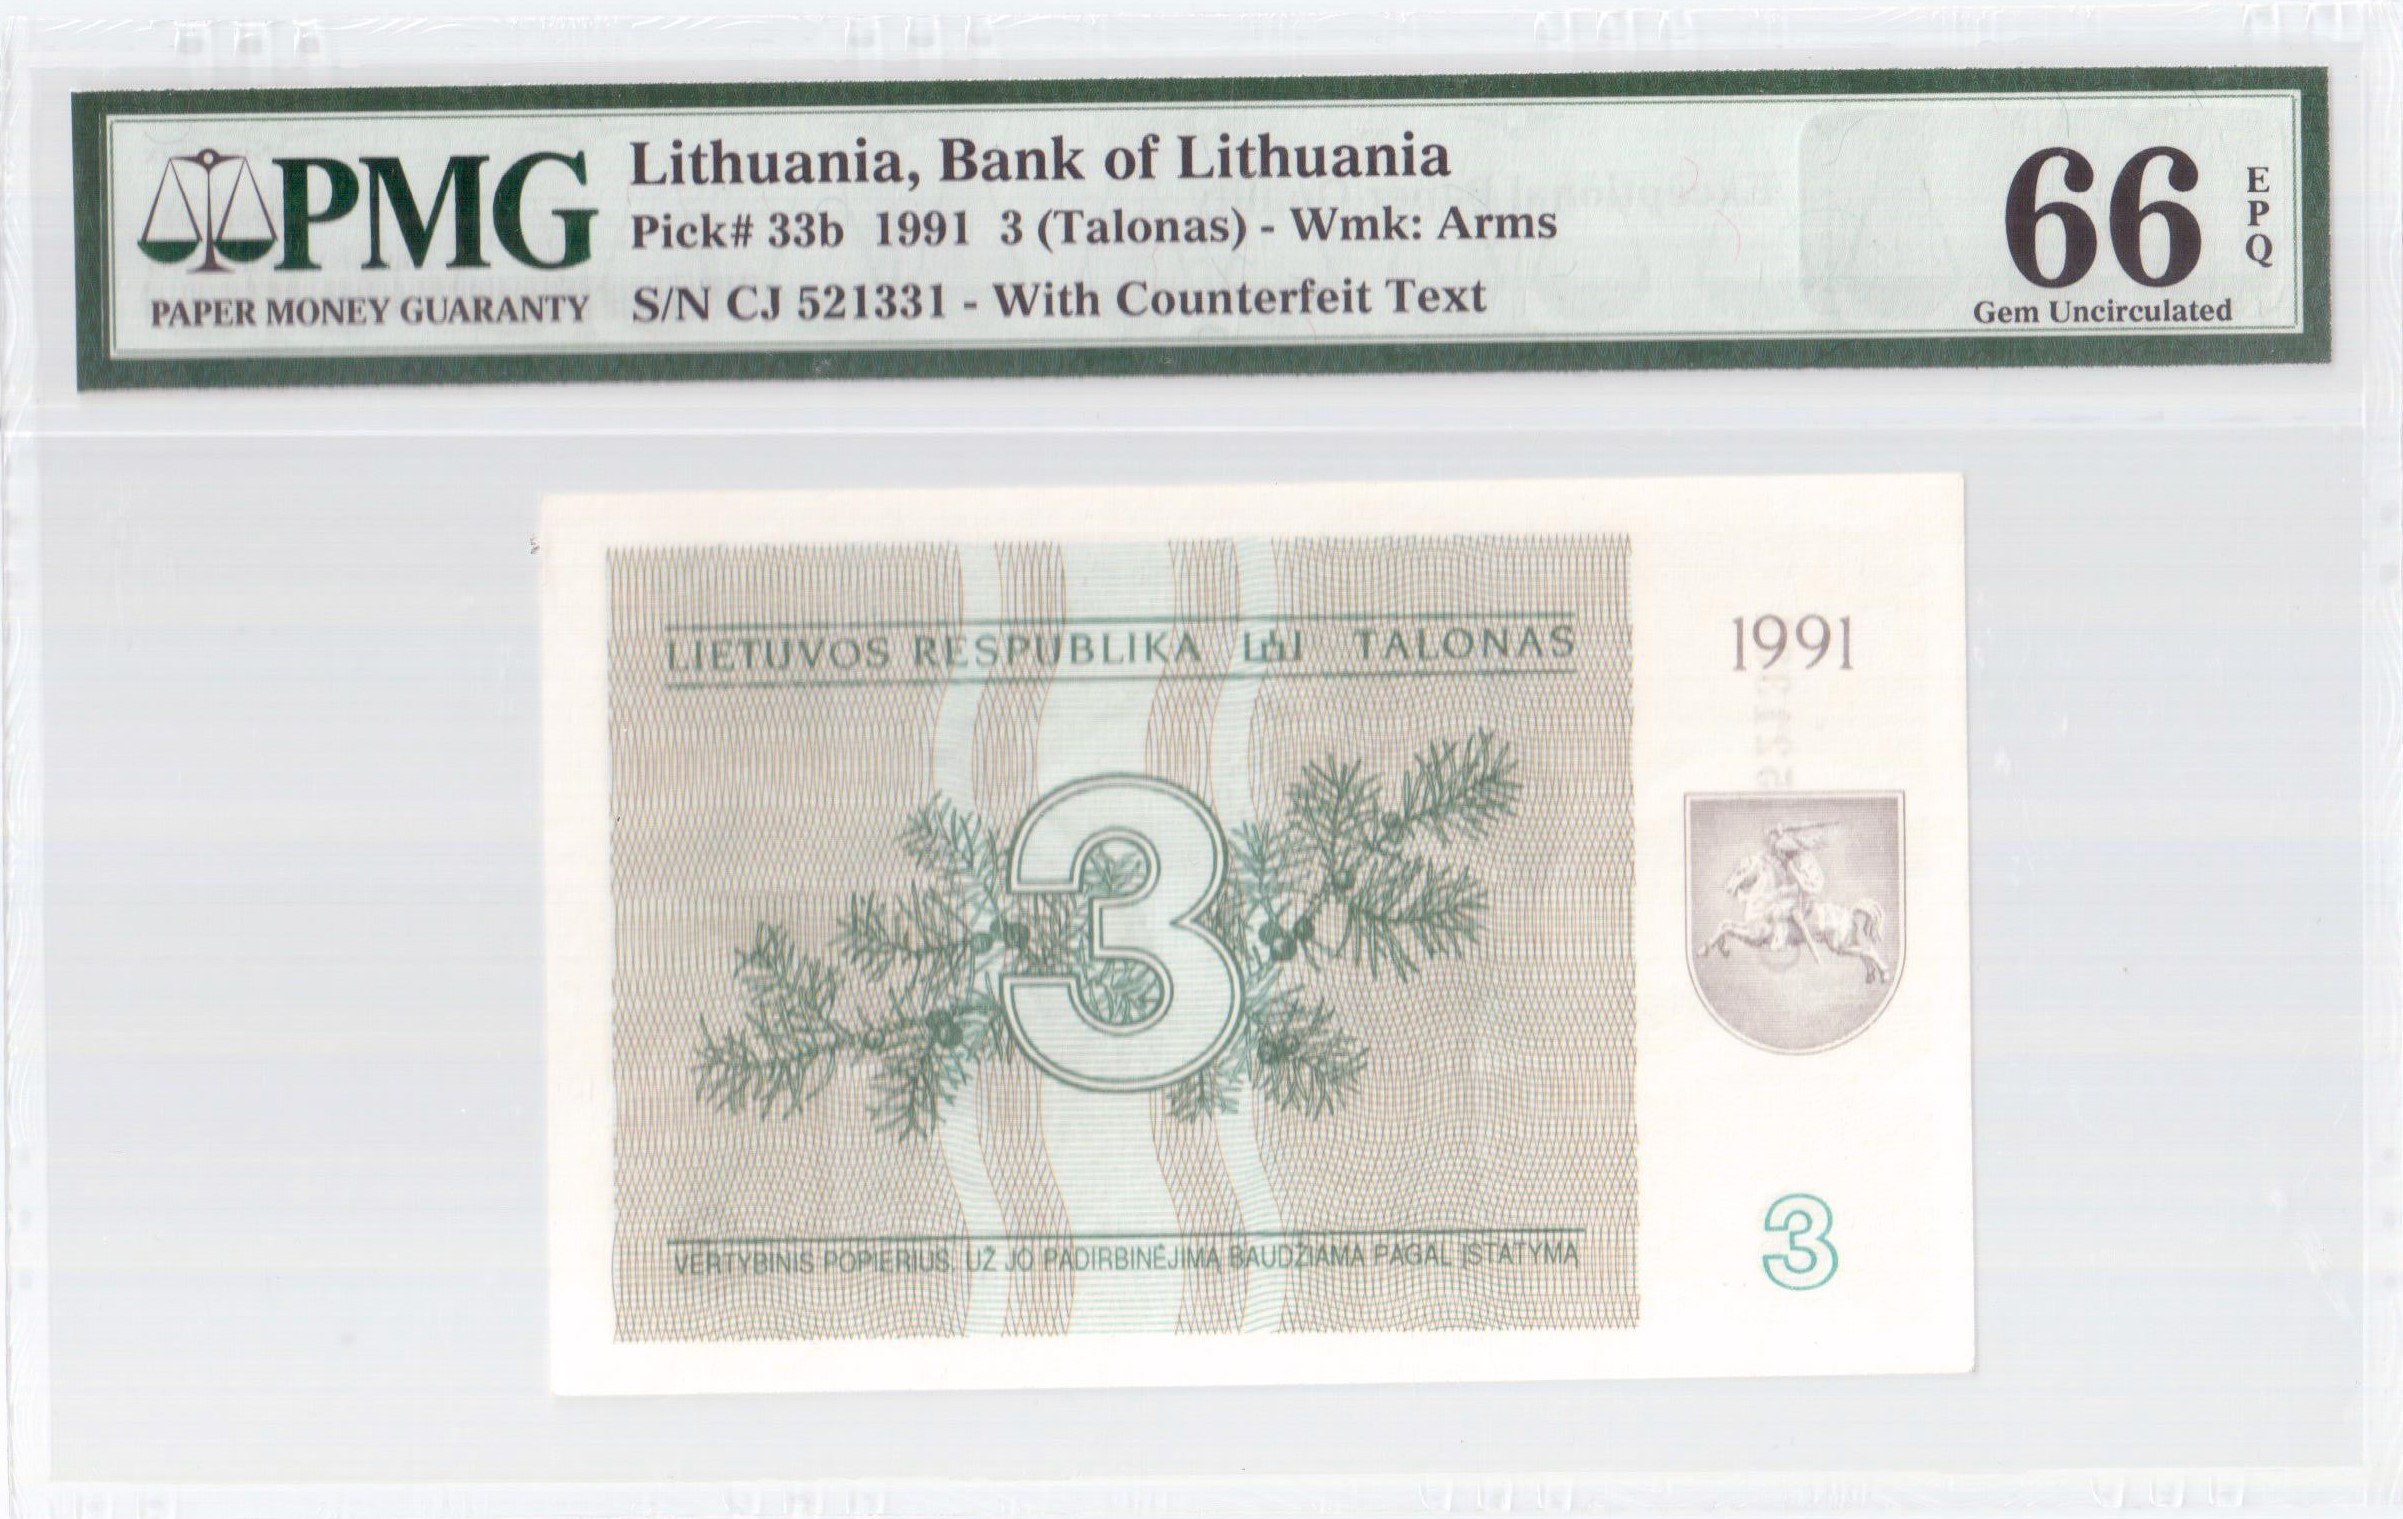 PMG
PAPER MONEY GUARANTY
Lithuania, Bank of Lithuania
Pick# 33b 1991 3 (Talonas) - Wmk: Arms
S/N CJ 521331 - With Counterfeit Text
66
EPQ
Gem Uncirculated
LIETUVOS RESPUBLIKA TALONAS
1991
3
VERTYBINIS POPIERIUS. UŽ JO PADIRBINĖJIMĄ BAUDŽIAMA PAGAL ĮSTATYMĄ
3